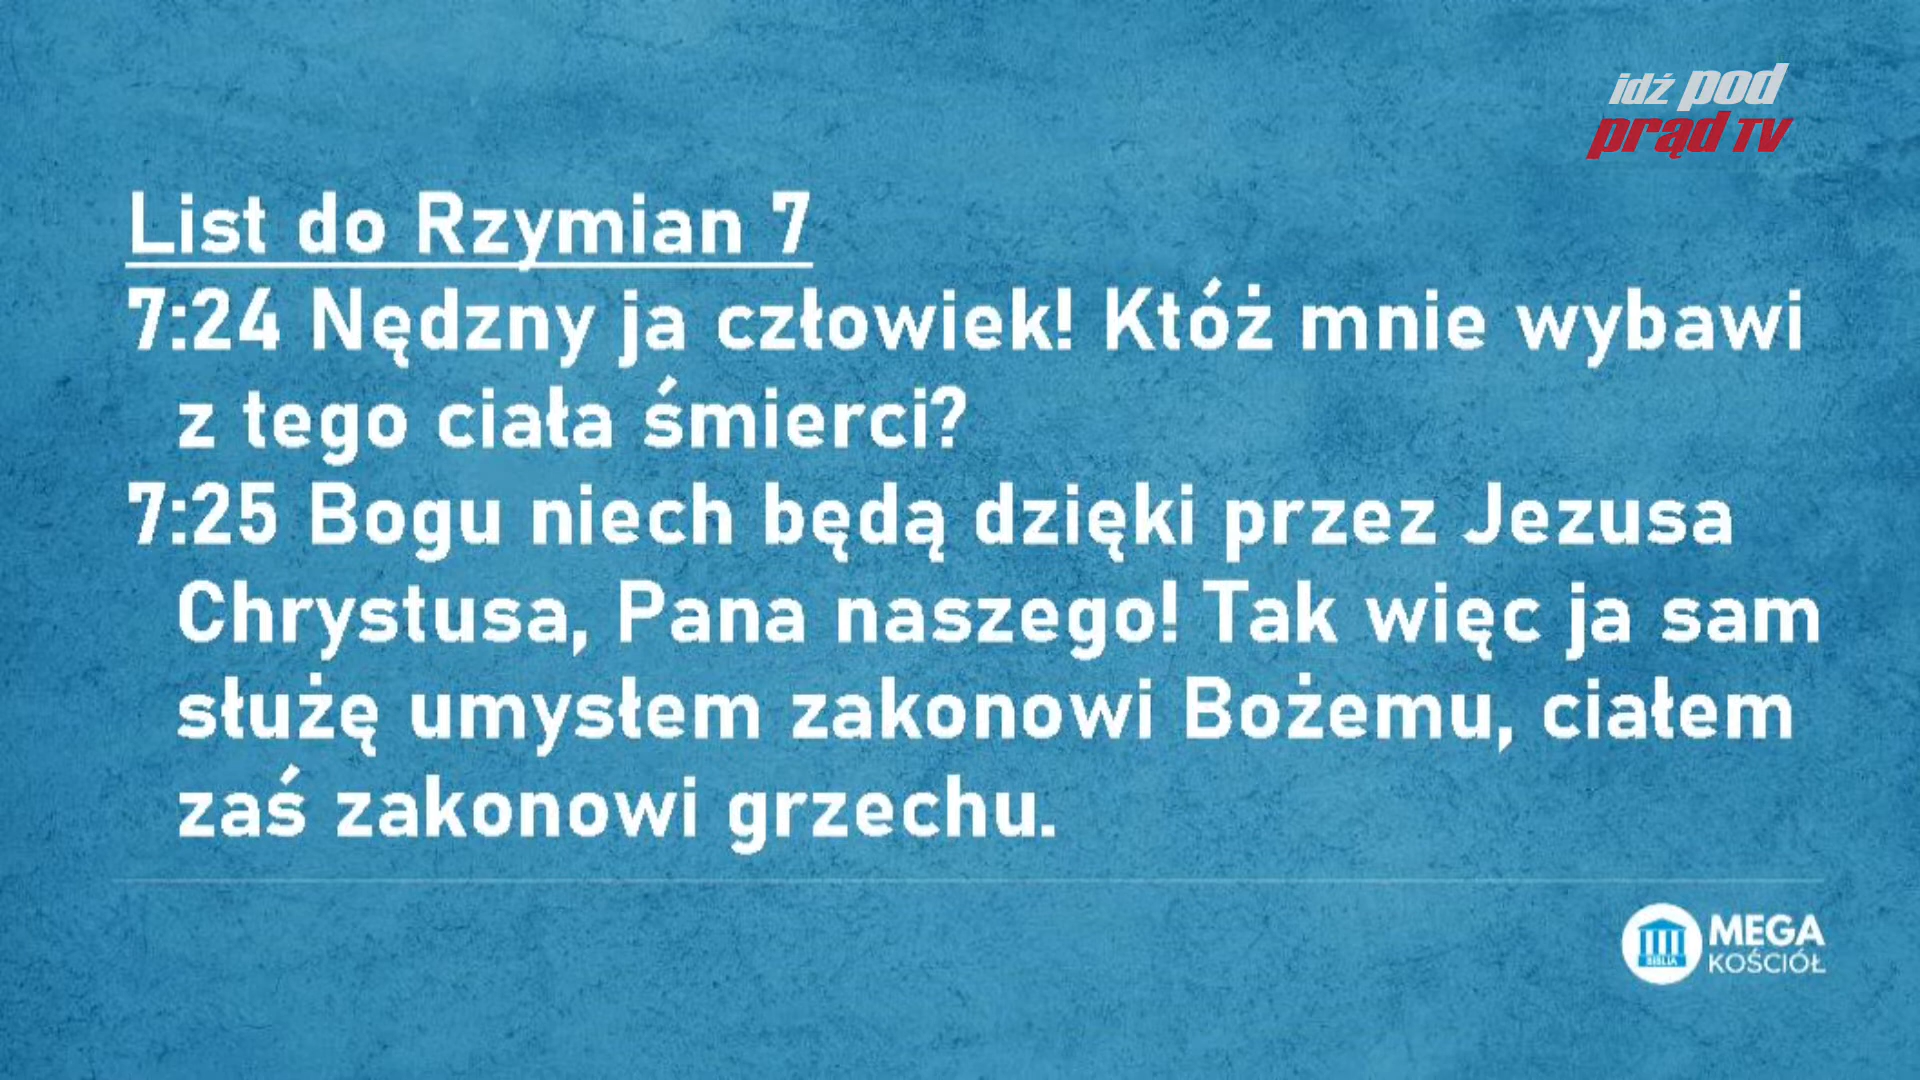 idź pod
prąd TV
List do Rzymian 7
7:24 Nędzny ja człowiek! Któż mnie wybawi
z tego ciała śmierci?
7:25 Bogu niech będą dzięki przez Jezusa
Chrystusa, Pana naszego! Tak więc ja sam
służę umysłem zakonowi Bożemu, ciałem
zaś zakonowi grzechu.
MEGA
KOŚCIÓŁ
BIBLIA